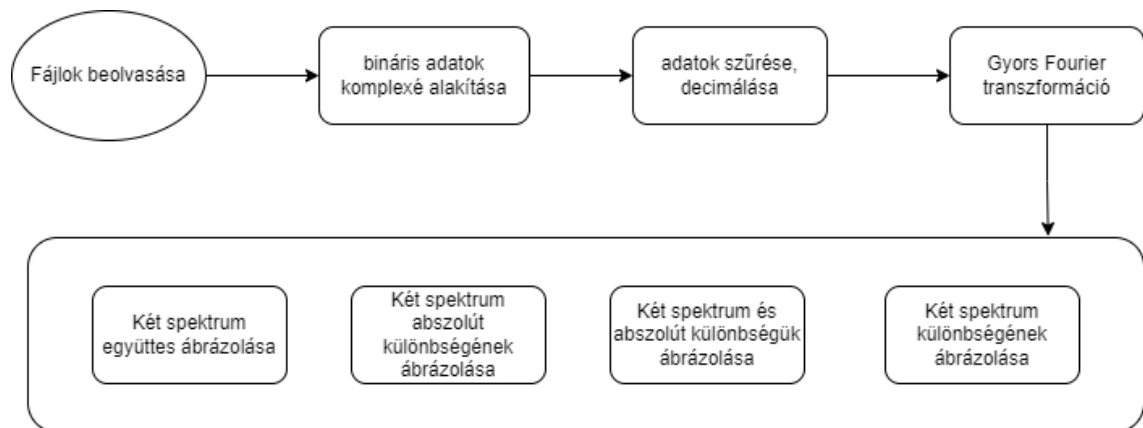 Fájlok beolvasása
bináris adatok
komplexé alakítása
adatok szűrése,
decimálása
Gyors Fourier
transzformáció
Két spektrum
együttes ábrázolása
Két spektrum
abszolút
különbségének
ábrázolása
Két spektrum és
abszolút különbségük
ábrázolása
Két spektrum
különbségének
ábrázolása